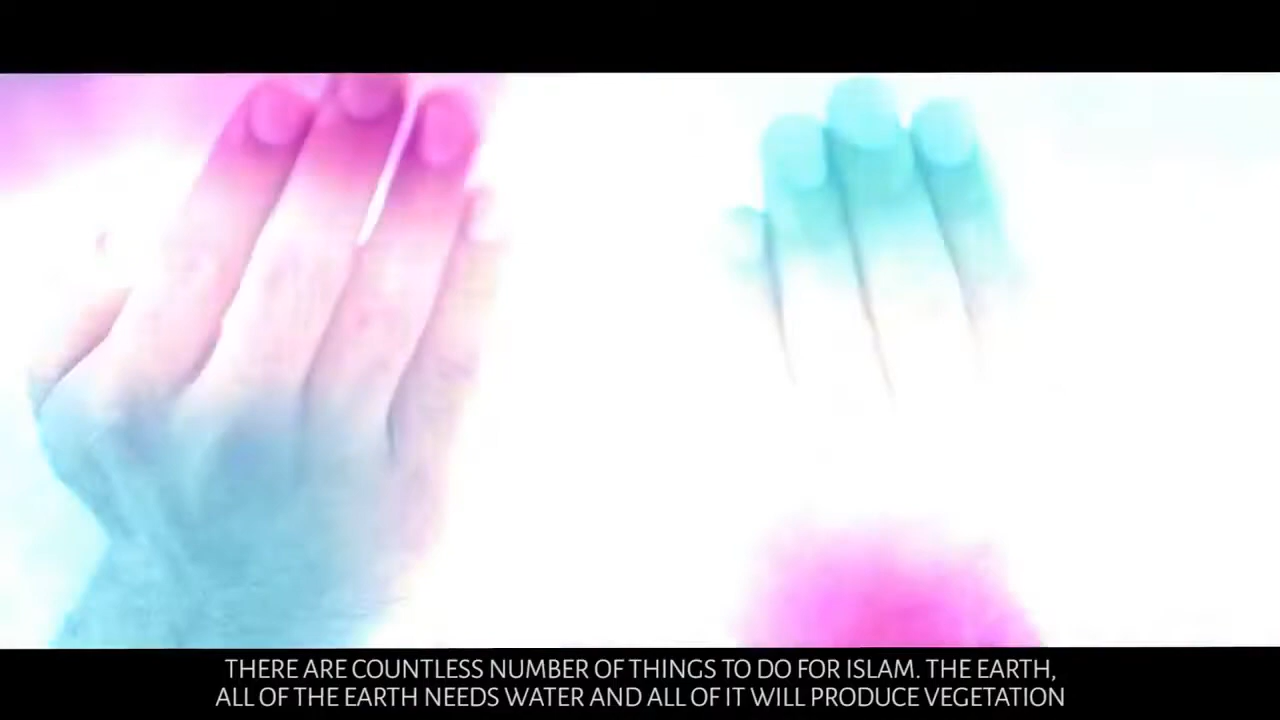 THERE ARE COUNTLESS NUMBER OF THINGS TO DO FOR ISLAM. THE EARTH,
ALL OF THE EARTH NEEDS WATER AND ALL OF IT WILL PRODUCE VEGETATION